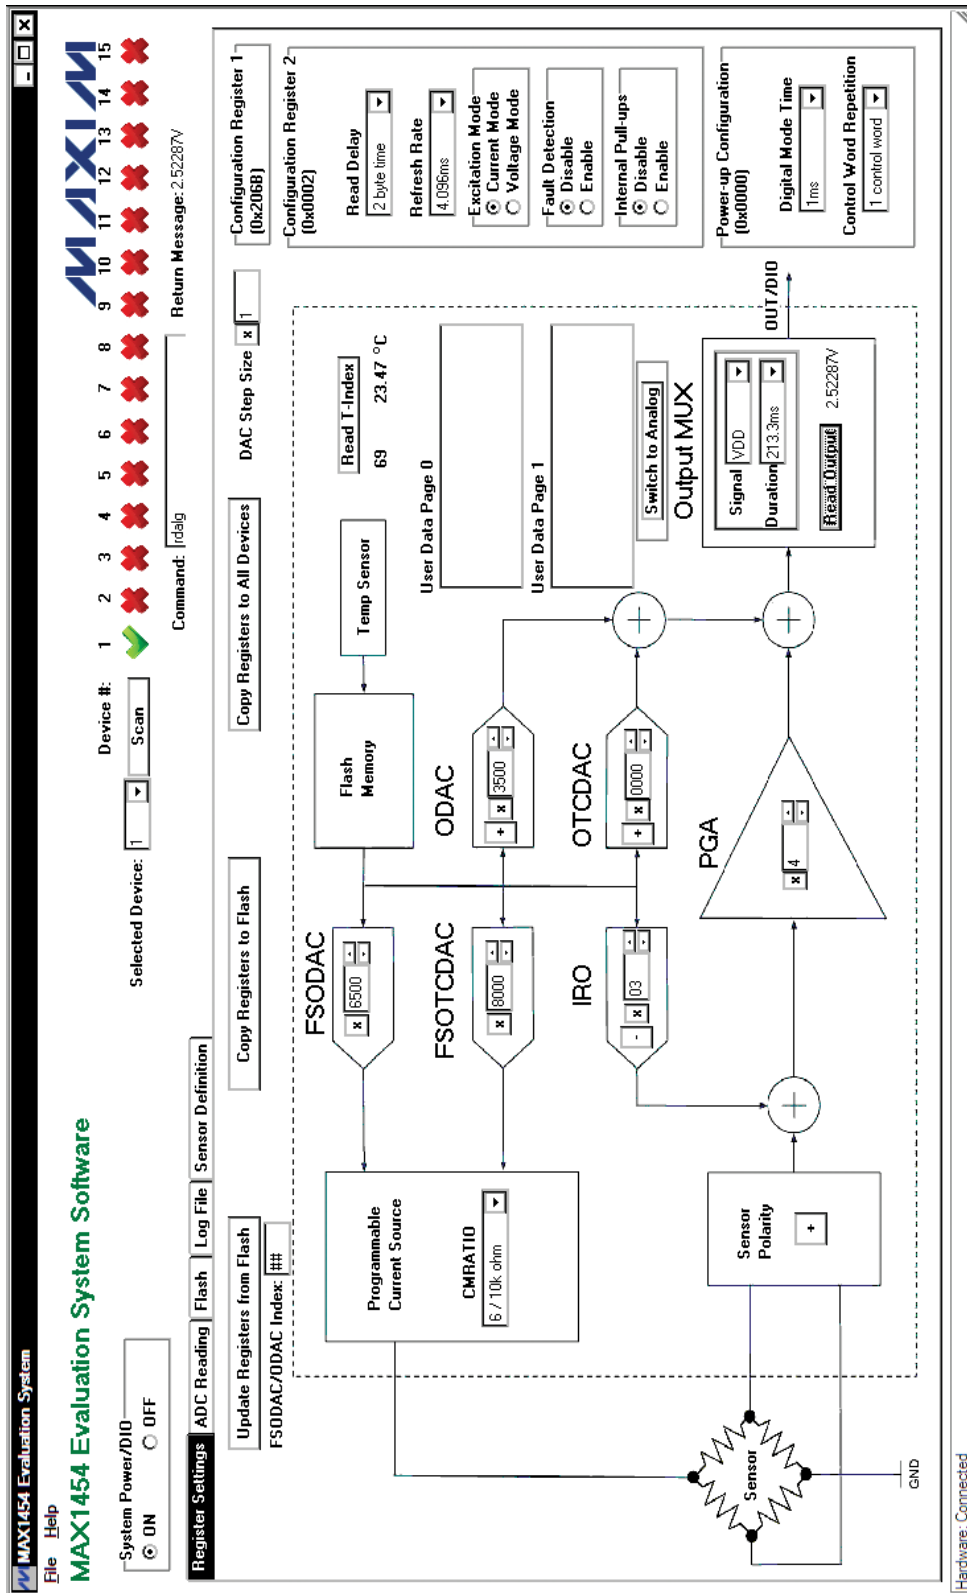 MAX1454 Evaluation System
File Help
MAX1454 Evaluation System Software
MAXIM
System Power/DIO
ON OFF
Device #: 1 2 3 4 5 6 7 8 9 10 11 12 13 14 15
Selected Device: 1 Scan
Command: rdalg Return Message: 2.52287V
Register Settings ADC Reading Flash Log File Sensor Definition
Update Registers from Flash Copy Registers to Flash Copy Registers to All Devices DAC Step Size x 1
FSODAC/ODAC Index: ##
Configuration Register 1
(0x206B)
Configuration Register 2
(0x0002)
Read Delay
2 byte time
Refresh Rate
4.096ms
Excitation Mode
Current Mode
Voltage Mode
Fault Detection
Disable
Enable
Internal Pull-ups
Disable
Enable
Power-up Configuration
(0x0000)
Digital Mode Time
1ms
Control Word Repetition
1 control word
Programmable
Current Source
CMRATIO
6 / 10k ohm
FSODAC
x 6500
FSOTCDAC
x 8000
IRO
- x 03
Flash
Memory
Temp Sensor
Read T-Index
69 23.47 °C
ODAC
+ x 3500
OTCDAC
+ x 0000
User Data Page 0
User Data Page 1
Switch to Analog
Output MUX
Signal VDD
Duration 213.3ms
Read Output 2.52287V
OUT/DIO
PGA
x 4
Sensor
Polarity
+
Sensor
GND
Hardware: Connected